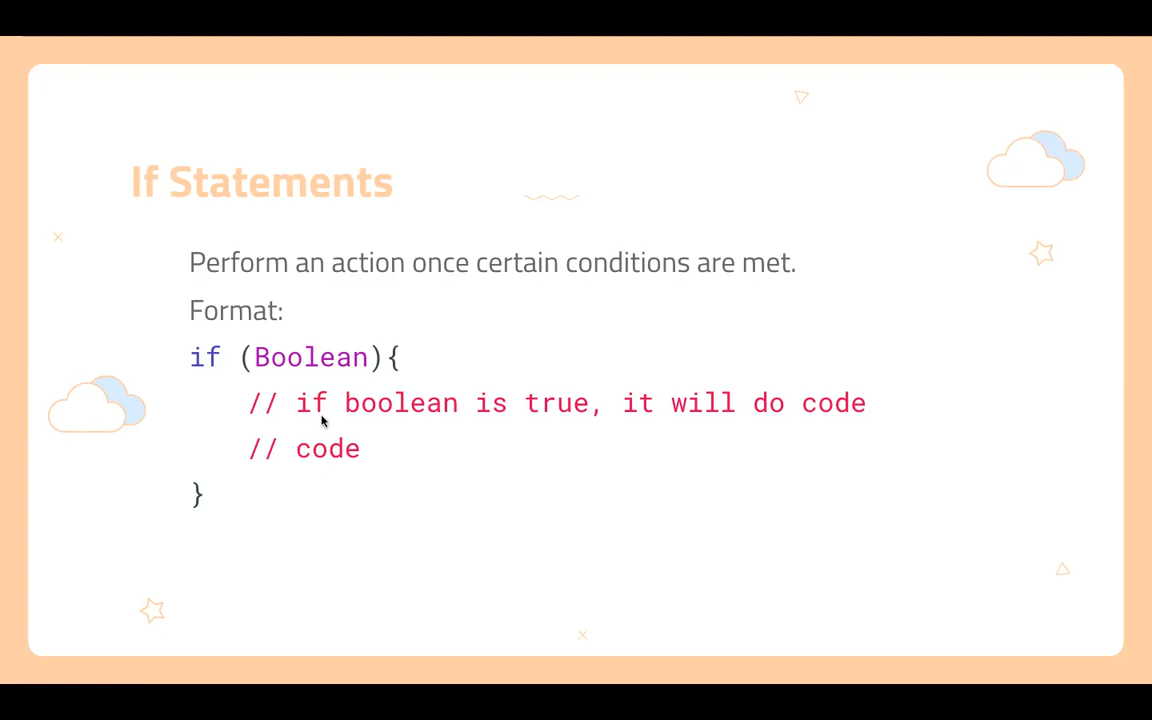 If Statements
Perform an action once certain conditions are met.
Format:
if (Boolean){
// if boolean is true, it will do code
// code
}